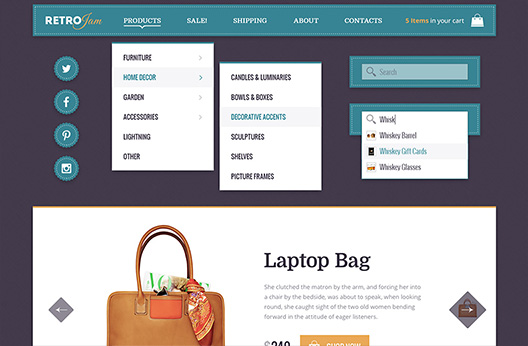 RETROJam PRODUCTS SALE! SHIPPING ABOUT CONTACTS 5 Items in your cart
FURNITURE
HOME DECOR
GARDEN
ACCESSORIES
LIGHTNING
OTHER
CANDLES & LUMINARIES
BOWLS & BOXES
DECORATIVE ACCENTS
SCULPTURES
SHELVES
PICTURE FRAMES
Search
Whisk
Whiskey Barrel
Whiskey Gift Cards
Whiskey Glasses
Laptop Bag
She clutched the matron by the arm, and forcing her into
a chair by the bedside, was about to speak, when looking
round, she caught sight of the two old women bending
forward in the attitude of eager listeners.
$249 SHOP NOW